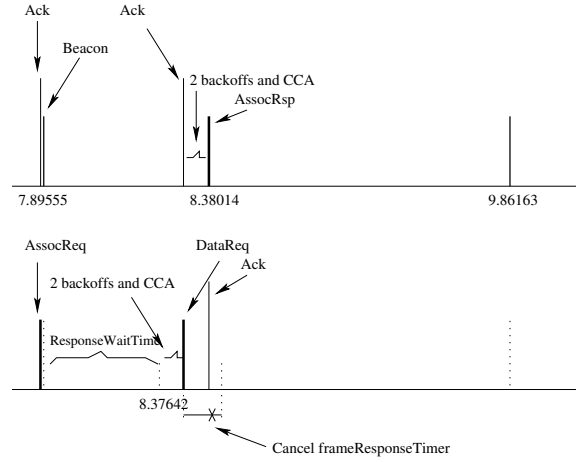 Ack
Ack
Beacon
2 backoffs and CCA
AssocRsp
7.89555
8.38014
9.86163
AssocReq
DataReq
Ack
2 backoffs and CCA
ResponseWaitTime
8.37642
Cancel frameResponseTimer